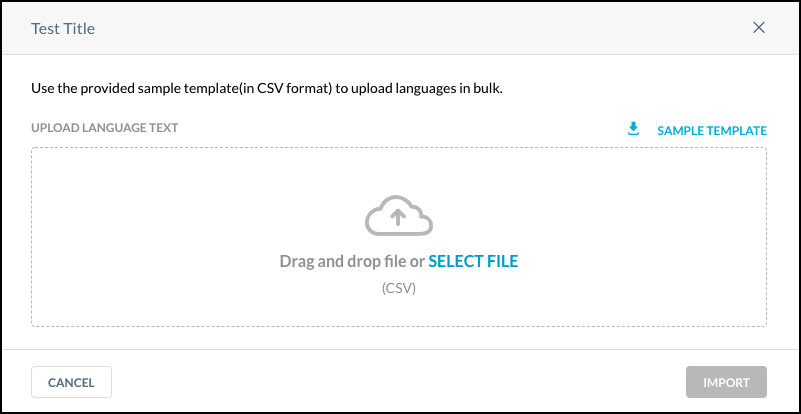 Test Title
Use the provided sample template(in CSV format) to upload languages in bulk.
UPLOAD LANGUAGE TEXT
SAMPLE TEMPLATE
Drag and drop file or SELECT FILE
(CSV)
CANCEL
IMPORT